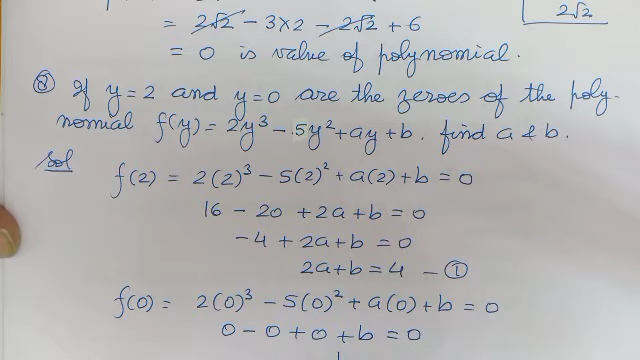 = 2√2 - 3×2 - 2√2 + 6
2√2
= 0 is value of polynomial.
Q If y = 2 and y = 0 are the zeroes of the poly-
nomial f(y) = 2y³ - 5y² + ay + b. find a & b.
Sol
f(2) = 2(2)³ - 5(2)² + a(2) + b = 0
16 - 20 + 2a + b = 0
-4 + 2a + b = 0
2a + b = 4 - ①
f(0) = 2(0)³ - 5(0)² + a(0) + b = 0
0 - 0 + 0 + b = 0